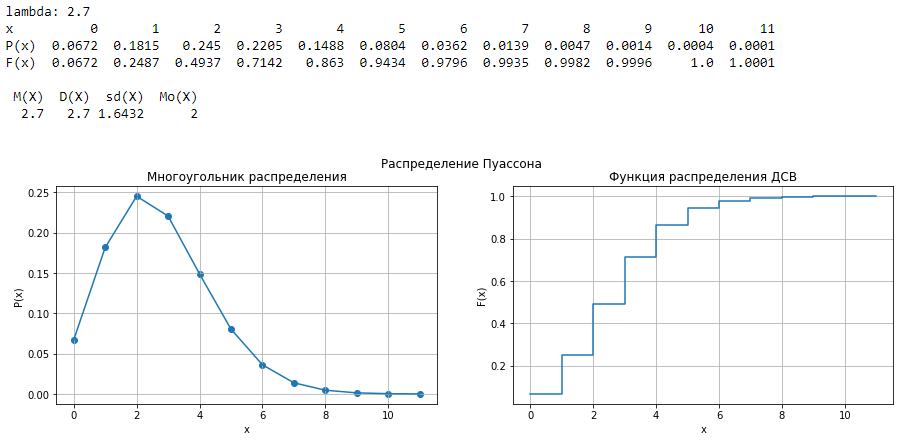 lambda: 2.7
x 0 1 2 3 4 5 6 7 8 9 10 11
P(x) 0.0672 0.1815 0.245 0.2205 0.1488 0.0804 0.0362 0.0139 0.0047 0.0014 0.0004 0.0001
F(x) 0.0672 0.2487 0.4937 0.7142 0.863 0.9434 0.9796 0.9935 0.9982 0.9996 1.0 1.0001
M(X) D(X) sd(X) Mo(X)
2.7 2.7 1.6432 2
Распределение Пуассона
Многоугольник распределения
0.25
0.20
0.15
0.10
0.05
0.00
P(x)
0 2 4 6 8 10
x
Функция распределения ДСВ
1.0
0.8
0.6
0.4
0.2
F(x)
0 2 4 6 8 10
x